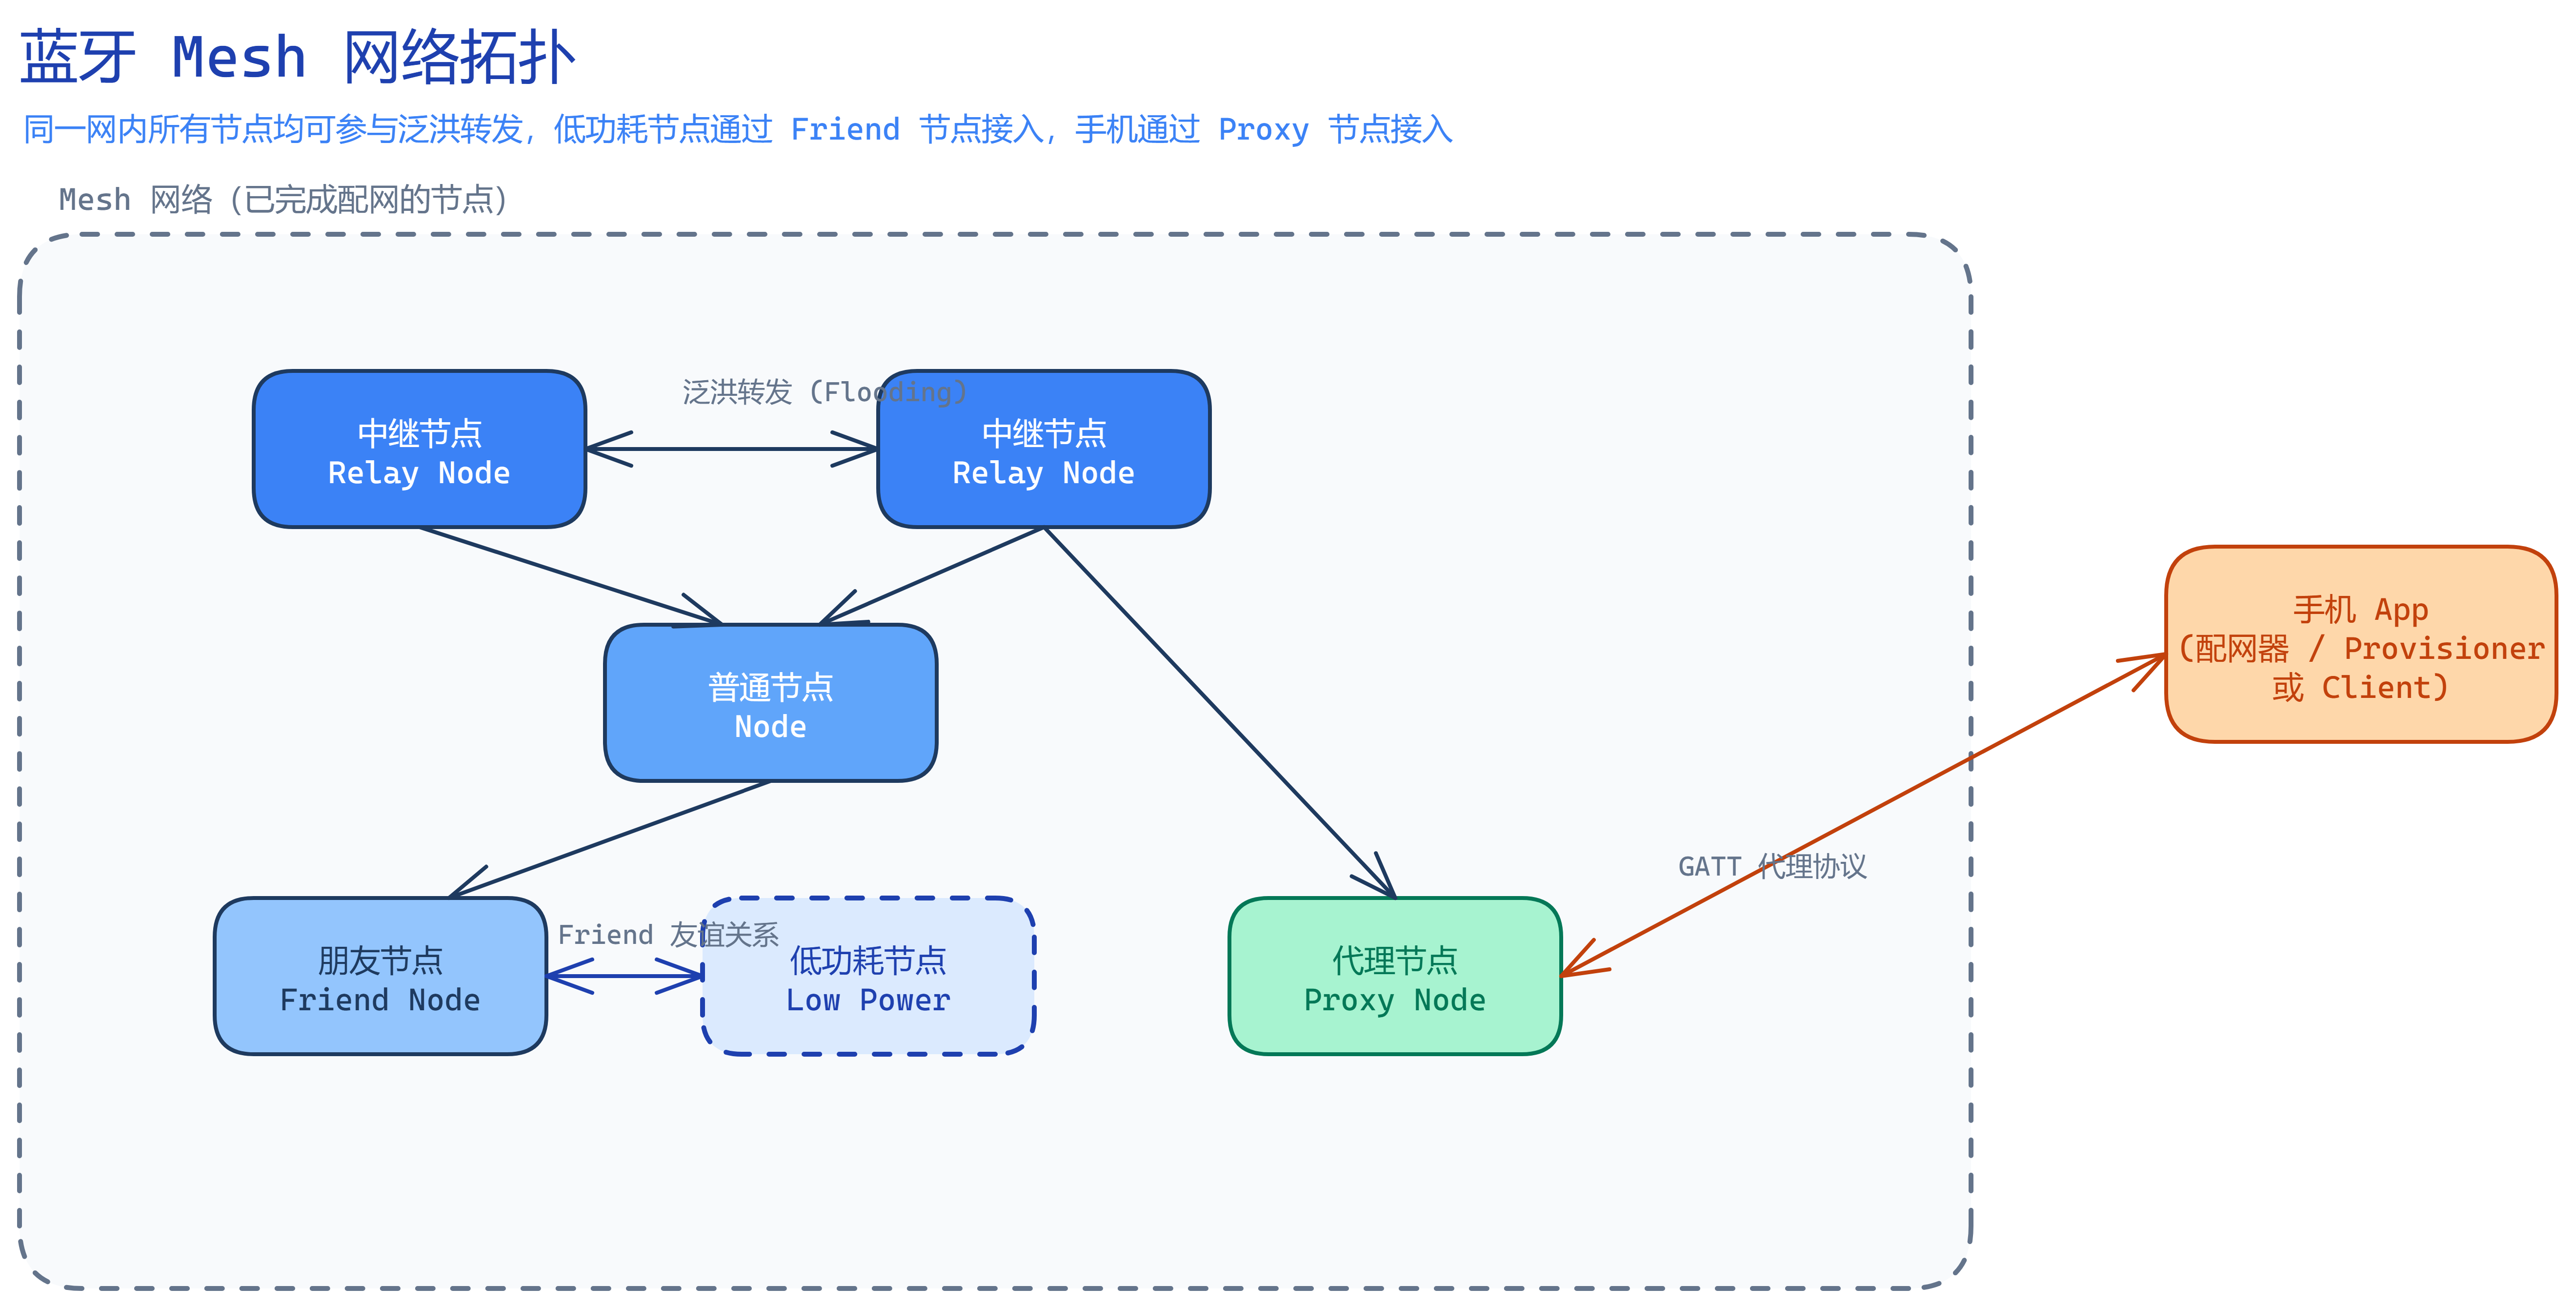 蓝牙 Mesh 网络拓扑
同一网内所有节点均可参与泛洪转发，低功耗节点通过 Friend 节点接入，手机通过 Proxy 节点接入
Mesh 网络（已完成配网的节点）
泛洪转发 (Flooding)
中继节点
Relay Node
中继节点
Relay Node
手机 App
(配网器 / Provisioner
或 Client)
普通节点
Node
GATT 代理协议
Friend 友谊关系
朋友节点
Friend Node
低功耗节点
Low Power
代理节点
Proxy Node